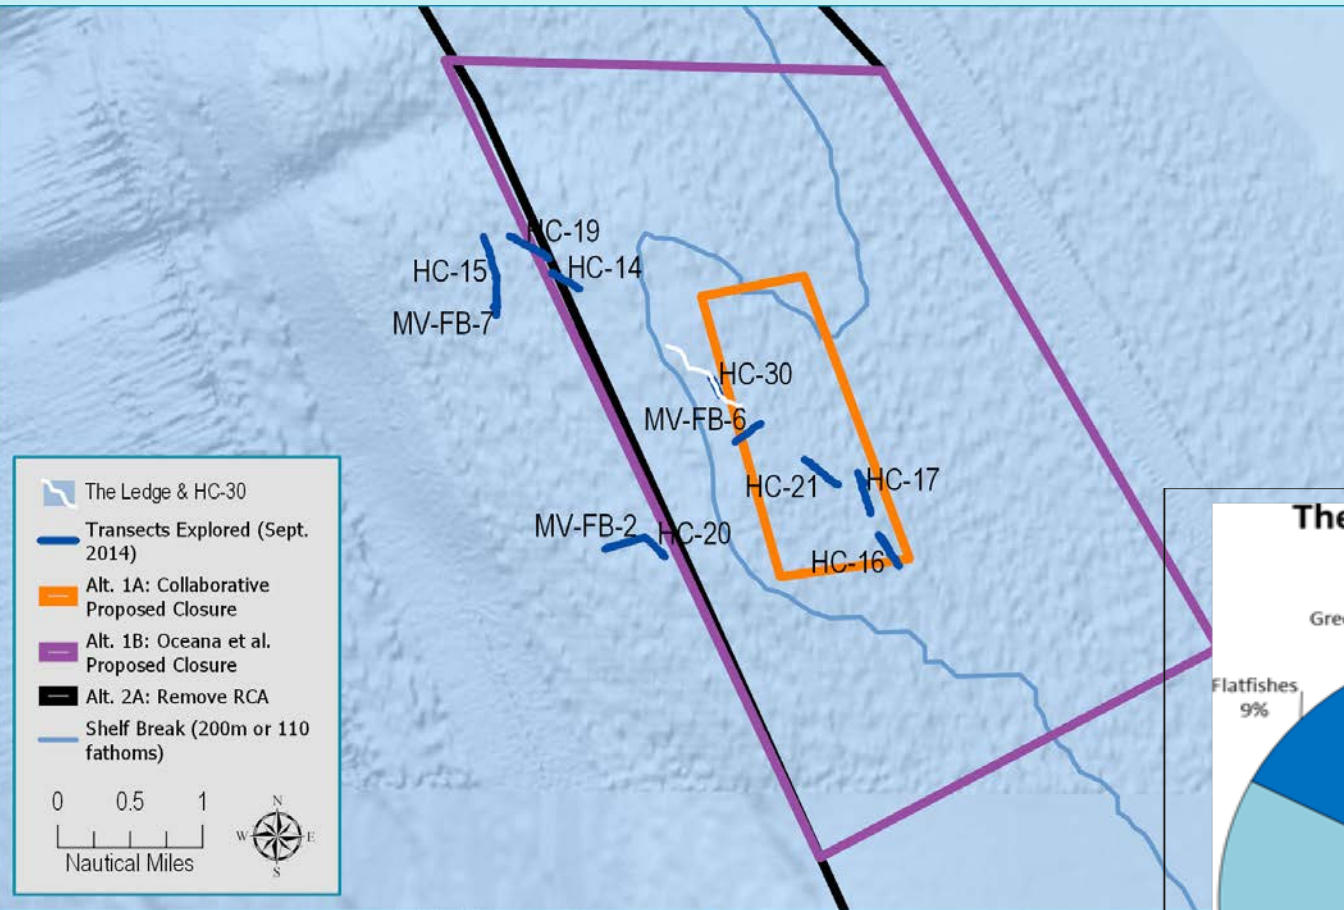 HC-19
HC-15
HC-14
MV-FB-7
HC-30
MV-FB-6
HC-21
HC-17
MV-FB-2
HC-20
HC-16
The Ledge & HC-30
Transects Explored (Sept.
2014)
Alt. 1A: Collaborative
Proposed Closure
Alt. 1B: Oceana et al.
Proposed Closure
Alt. 2A: Remove RCA
Shelf Break (200m or 110
fathoms)
0 0.5 1
Nautical Miles
N
W E
S
The
Gree
Flatfishes
9%